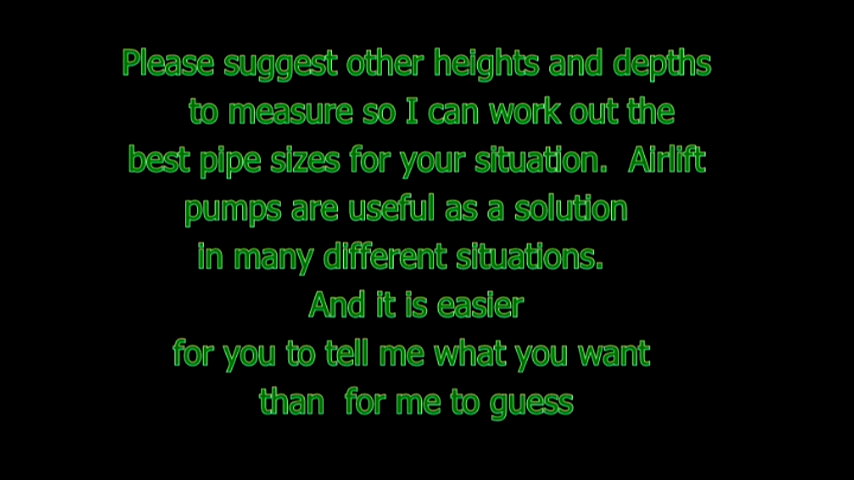 Please suggest other heights and depths
to measure so I can work out the
best pipe sizes for your situation.  Airlift
pumps are useful as a solution
in many different situations.
And it is easier
for you to tell me what you want
than  for me to guess